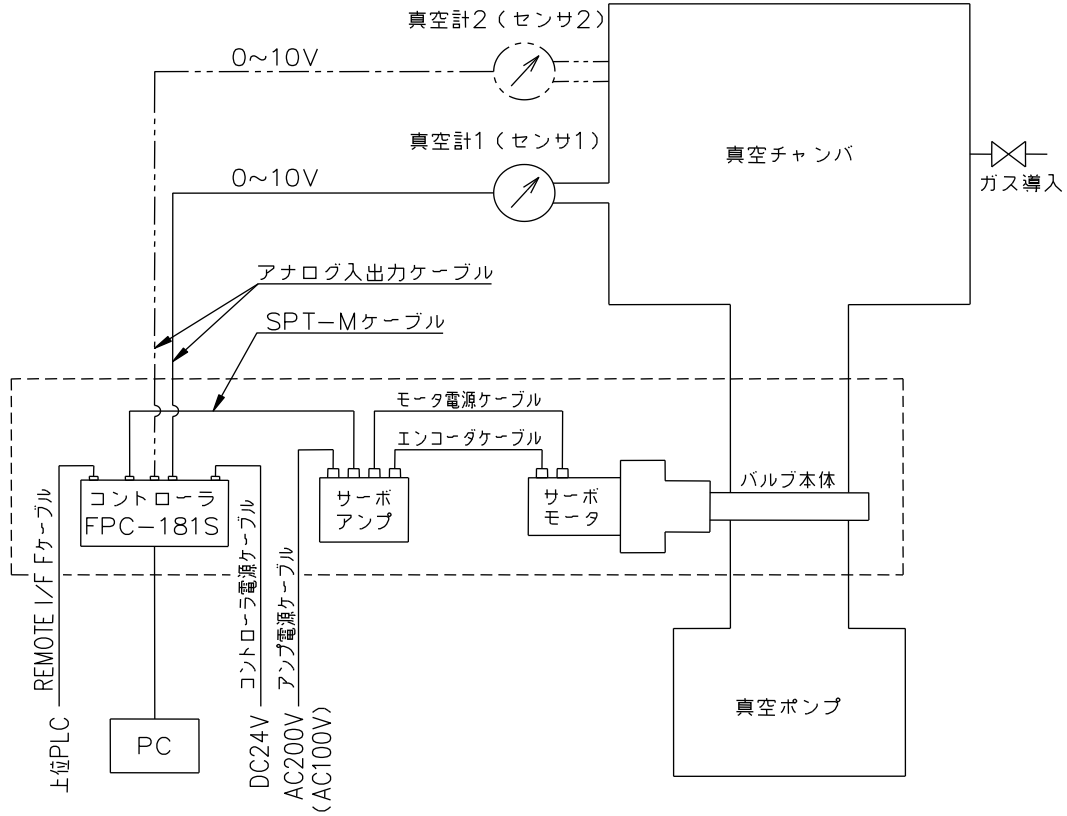 真空計2(センサ2)
0~10V
真空計1(センサ1)
0~10V
真空チャンバ
ガス導入
アナログ入出力ケーブル
SPT-Mケーブル
モータ電源ケーブル
エンコーダケーブル
バルブ本体
コントローラ
FPC-181S
サーボ
アンプ
サーボ
モータ
REMOTE I/F Fケーブル
コントローラ電源ケーブル
アンプ電源ケーブル
上位PLC
PC
DC24V
AC200V
(AC100V)
真空ポンプ